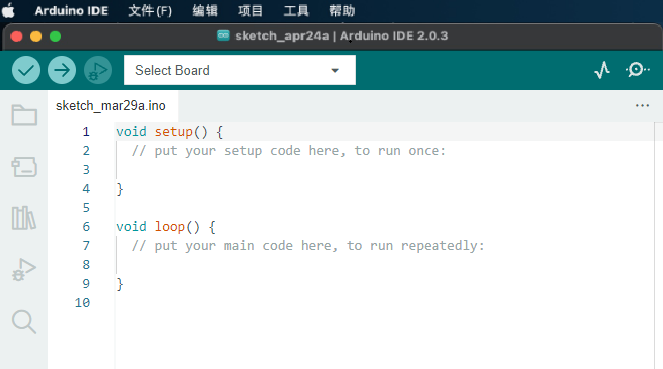 Arduino IDE 文件(F) 编辑 项目 工具 帮助
sketch_apr24a | Arduino IDE 2.0.3
Select Board
sketch_mar29a.ino
1 void setup() {
2 // put your setup code here, to run once:
3
4 }
5
6 void loop() {
7 // put your main code here, to run repeatedly:
8
9 }
10